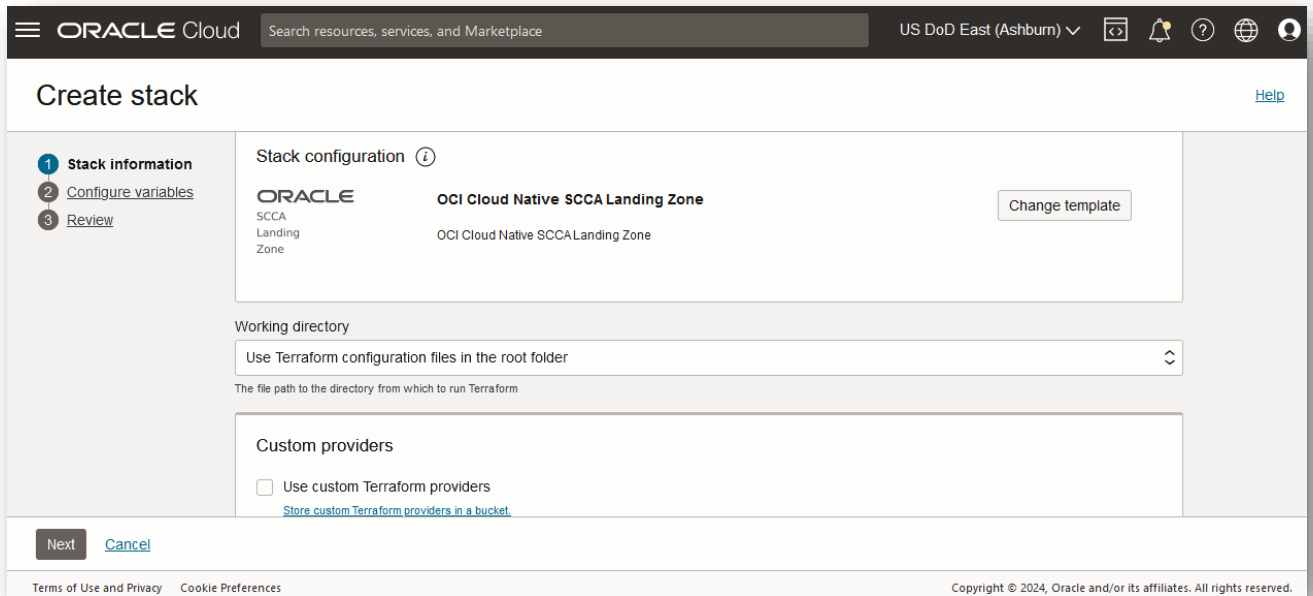 ORACLE Cloud
Search resources, services, and Marketplace
US DoD East (Ashburn)
Create stack
Help
1 Stack information
2 Configure variables
3 Review
Stack configuration
ORACLE
SCCA
Landing
Zone
OCI Cloud Native SCCA Landing Zone
OCI Cloud Native SCCA Landing Zone
Change template
Working directory
Use Terraform configuration files in the root folder
The file path to the directory from which to run Terraform
Custom providers
Use custom Terraform providers
Store custom Terraform providers in a bucket.
Next
Cancel
Terms of Use and Privacy
Cookie Preferences
Copyright © 2024, Oracle and/or its affiliates. All rights reserved.